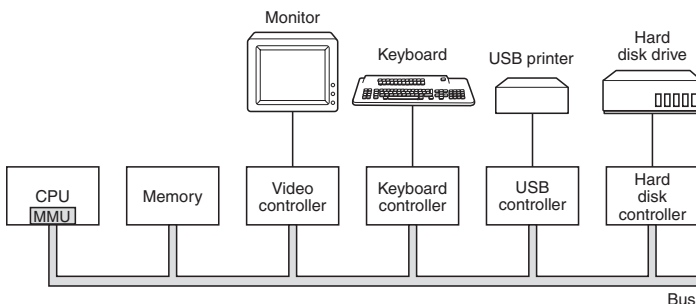 Monitor
Keyboard
USB printer
Hard
disk drive
CPU
MMU
Memory
Video
controller
Keyboard
controller
USB
controller
Hard
disk
controller
Bus